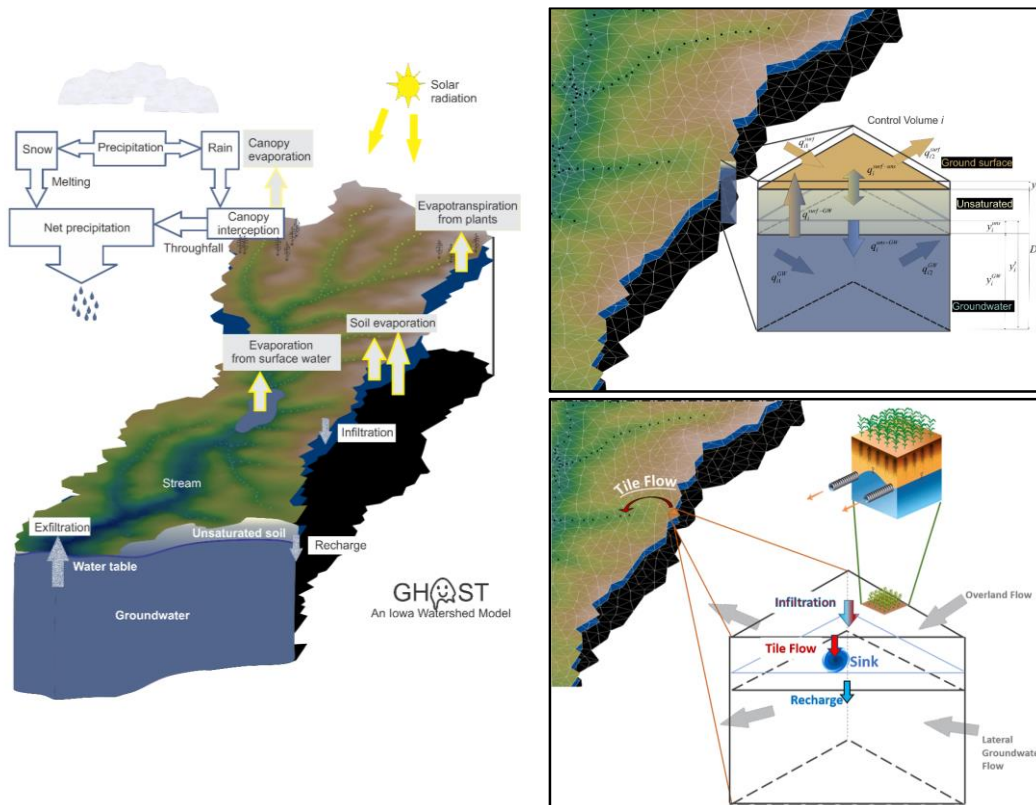 Solar
radiation
Snow
Precipitation
Rain
Canopy
evaporation
Melting
Evapotranspiration
from plants
Net precipitation
Canopy
interception
Throughfall
Soil evaporation
Evaporation
from surface water
Infiltration
Stream
Exfiltration
Unsaturated soil
Recharge
Water table
Groundwater
GHOST
An Iowa Watershed Model
Control Volume i
Ground surface
Unsaturated
D
Groundwater
Tile Flow
Infiltration
Overland Flow
Tile Flow
Sink
Recharge
Lateral
Groundwater
Flow